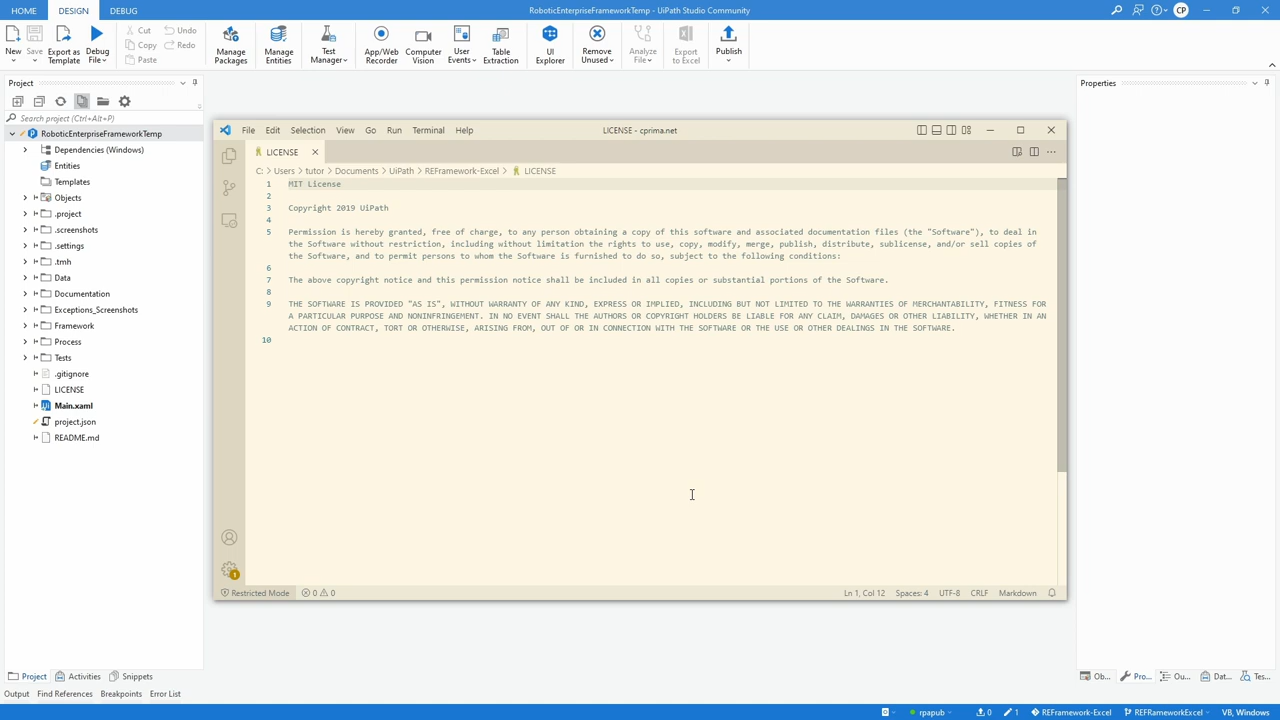 HOME DESIGN DEBUG RoboticEnterpriseFrameworkTemp - UiPath Studio Community CP
New Save Export as Template Debug File Cut Copy Paste Undo Redo Manage Packages Manage Entities Test Manager App/Web Recorder Computer Vision User Events Table Extraction UI Explorer Remove Unused Analyze File Export to Excel Publish
Project
Search project (Ctrl+Alt+P)
RoboticEnterpriseFrameworkTemp
Dependencies (Windows)
Entities
Templates
Objects
.project
.screenshots
.settings
.tmh
Data
Documentation
Exceptions_Screenshots
Framework
Process
Tests
.gitignore
LICENSE
Main.xaml
project.json
README.md
File Edit Selection View Go Run Terminal Help LICENSE - cprima.net
LICENSE
C: > Users > tutor > Documents > UiPath > REFramework-Excel > LICENSE
1 MIT License
2
3 Copyright 2019 UiPath
4
5 Permission is hereby granted, free of charge, to any person obtaining a copy of this software and associated documentation files (the "Software"), to deal in
the Software without restriction, including without limitation the rights to use, copy, modify, merge, publish, distribute, sublicense, and/or sell copies of
the Software, and to permit persons to whom the Software is furnished to do so, subject to the following conditions:
6
7 The above copyright notice and this permission notice shall be included in all copies or substantial portions of the Software.
8
9 THE SOFTWARE IS PROVIDED "AS IS", WITHOUT WARRANTY OF ANY KIND, EXPRESS OR IMPLIED, INCLUDING BUT NOT LIMITED TO THE WARRANTIES OF MERCHANTABILITY, FITNESS FOR
A PARTICULAR PURPOSE AND NONINFRINGEMENT. IN NO EVENT SHALL THE AUTHORS OR COPYRIGHT HOLDERS BE LIABLE FOR ANY CLAIM, DAMAGES OR OTHER LIABILITY, WHETHER IN AN
ACTION OF CONTRACT, TORT OR OTHERWISE, ARISING FROM, OUT OF OR IN CONNECTION WITH THE SOFTWARE OR THE USE OR OTHER DEALINGS IN THE SOFTWARE.
10
1
Restricted Mode 0 0 Ln 1, Col 12 Spaces: 4 UTF-8 CRLF Markdown
Properties
Project Activities Snippets Ob... Pro... Ou... Dat... Tes...
Output Find References Breakpoints Error List
rpapub 0 1 REFramework-Excel REFrameworkExcel VB, Windows